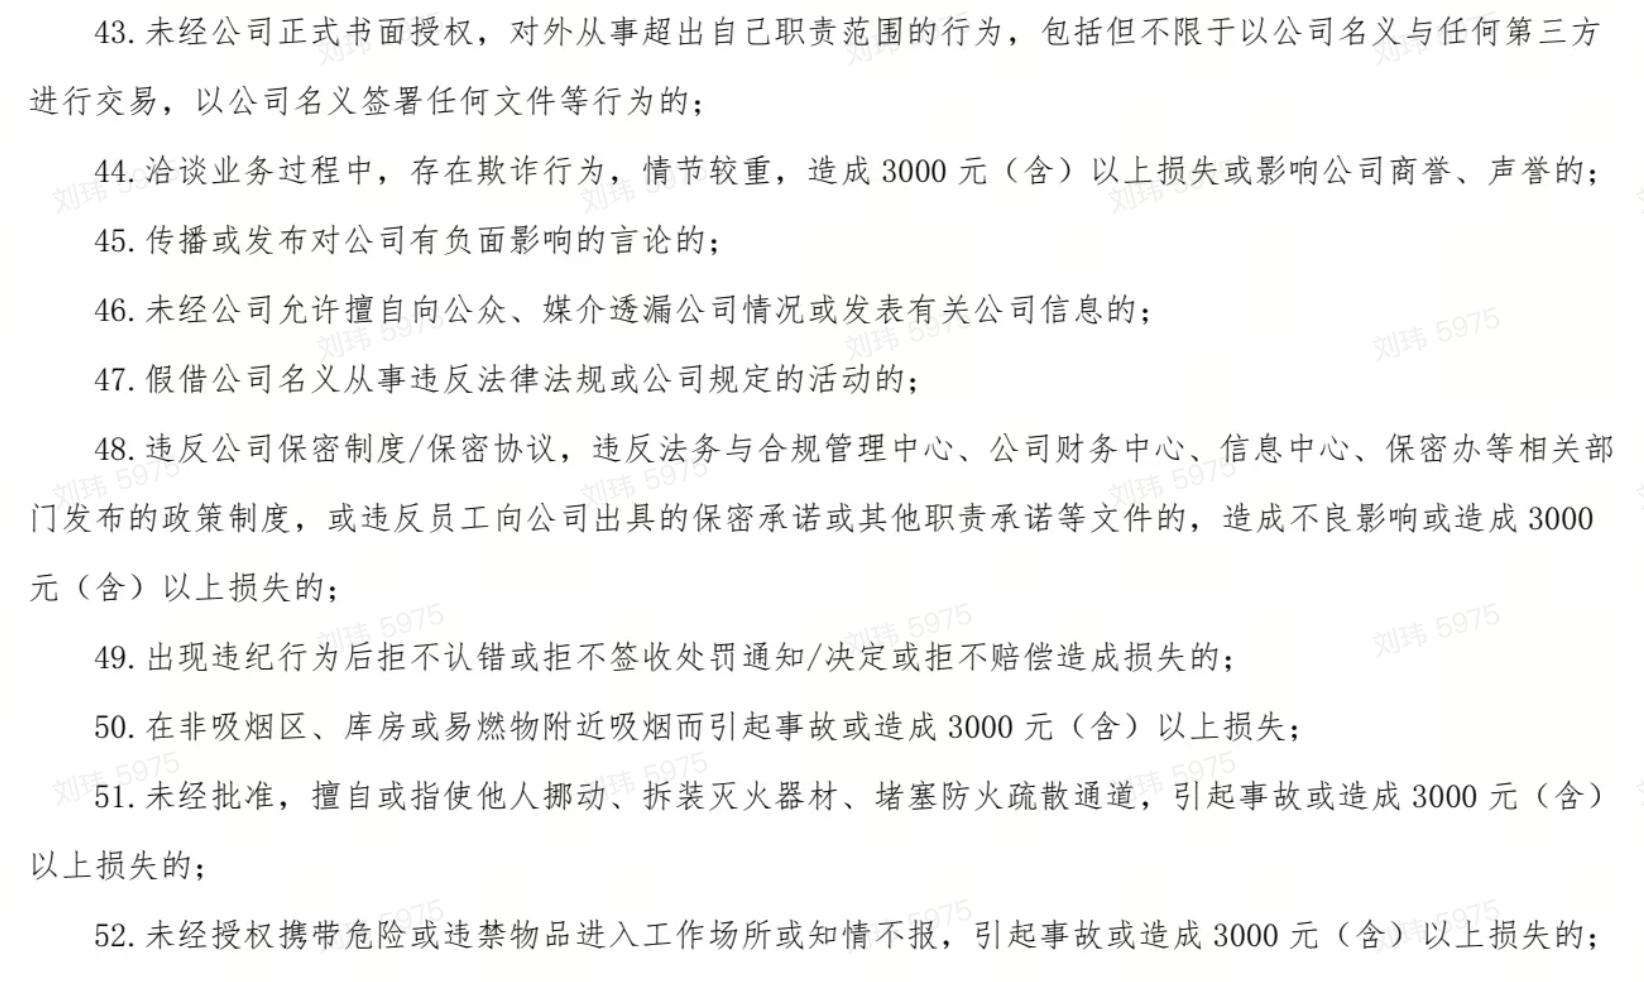 43.未经公司正式书面授权，对外从事超出自己职责范围的行为，包括但不限于以公司名义与任何第三方
进行交易，以公司名义签署任何文件等行为的；
44.洽谈业务过程中，存在欺诈行为，情节较重，造成 3000 元（含）以上损失或影响公司商誉、声誉的；
45.传播或发布对公司有负面影响的言论的；
46.未经公司允许擅自向公众、媒介透漏公司情况或发表有关公司信息的；
47.假借公司名义从事违反法律法规或公司规定的活动的；
48.违反公司保密制度/保密协议，违反法务与合规管理中心、公司财务中心、信息中心、保密办等相关部
门发布的政策制度，或违反员工向公司出具的保密承诺或其他职责承诺等文件的，造成不良影响或造成 3000
元（含）以上损失的；
49.出现违纪行为后拒不认错或拒不签收处罚通知/决定或拒不赔偿造成损失的；
50.在非吸烟区、库房或易燃物附近吸烟而引起事故或造成 3000 元（含）以上损失；
51.未经批准，擅自或指使他人挪动、拆装灭火器材、堵塞防火疏散通道，引起事故或造成 3000 元（含）
以上损失的；
52.未经授权携带危险或违禁物品进入工作场所或知情不报，引起事故或造成 3000 元（含）以上损失的；
刘玮 5975